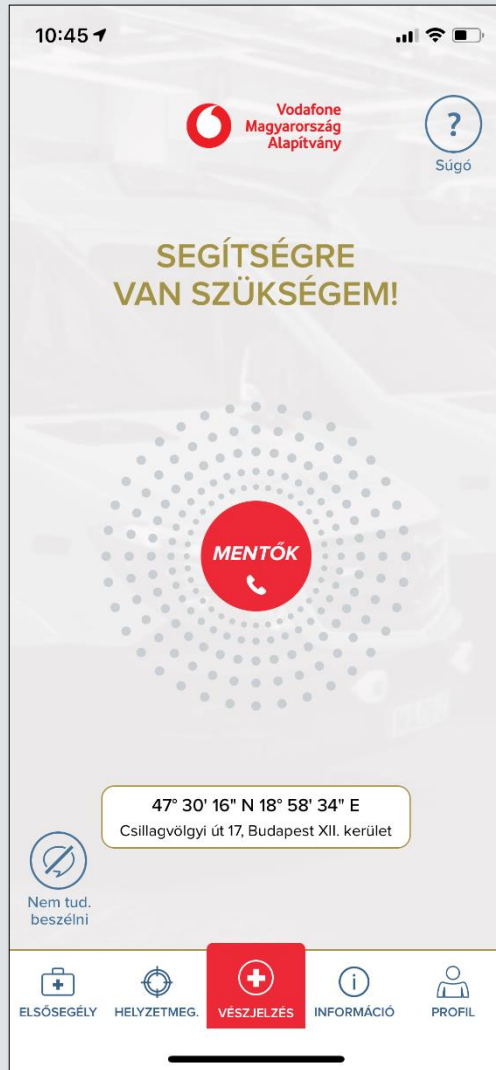 10:45
Vodafone
Magyarország
Alapítvány
?
Súgó
SEGÍTSÉGRE
VAN SZÜKSÉGEM!
MENTŐK
47° 30' 16" N 18° 58' 34" E
Csillagvölgyi út 17, Budapest XII. kerület
Nem tud.
beszélni
ELSŐSEGÉLY
HELYZETMEG.
VÉSZJELZÉS
INFORMÁCIÓ
PROFIL